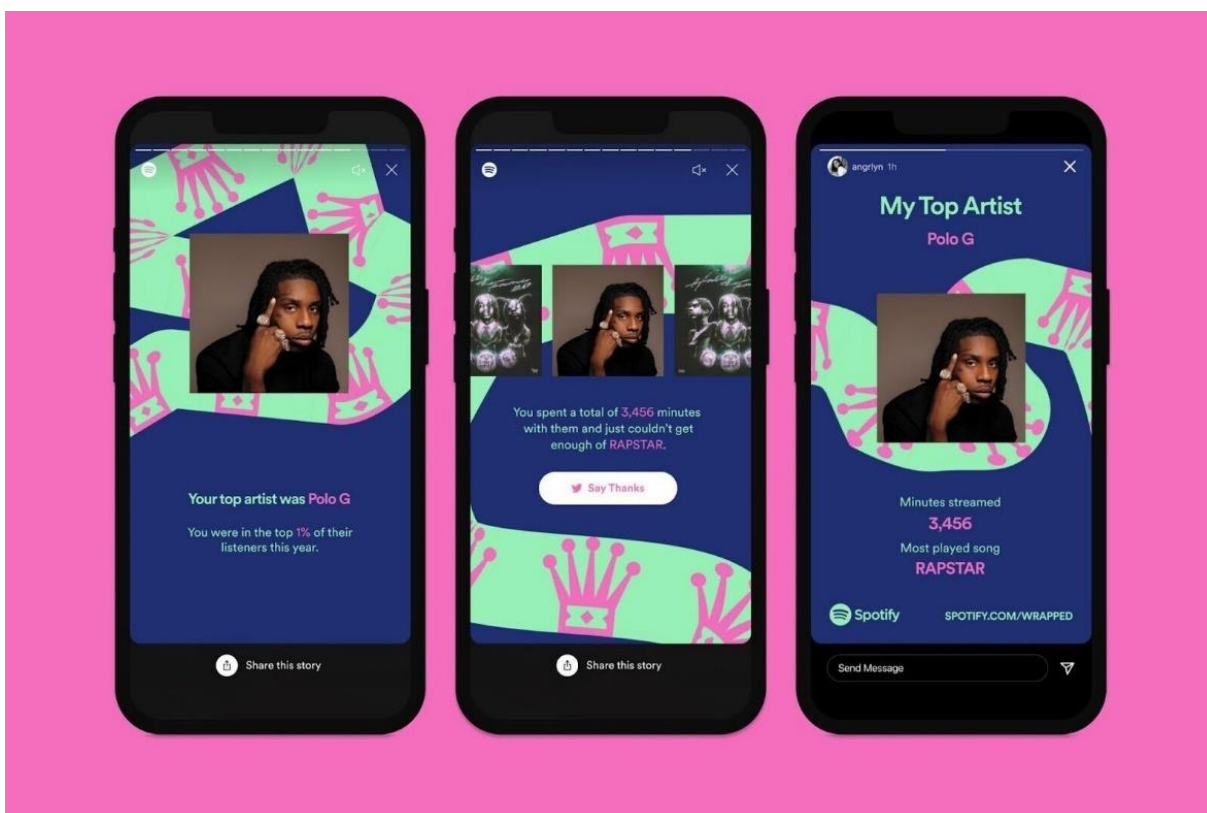 Your top artist was Polo G
You were in the top 1% of their
listeners this year.
Share this story
You spent a total of 3,456 minutes
with them and just couldn't get
enough of RAPSTAR.
Say Thanks
Share this story
angrlyn 1h
My Top Artist
Polo G
Minutes streamed
3,456
Most played song
RAPSTAR
Spotify
SPOTIFY.COM/WRAPPED
Send Message